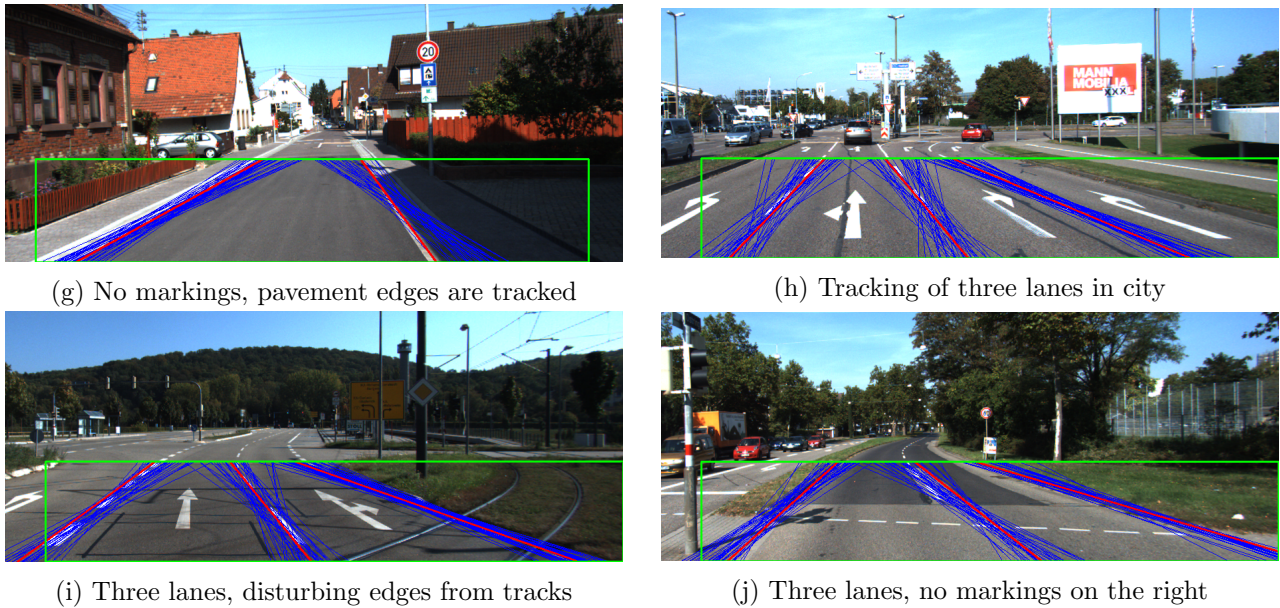 20
MANN
MOBILIA
XXXL
(g) No markings, pavement edges are tracked
(h) Tracking of three lanes in city
(i) Three lanes, disturbing edges from tracks
(j) Three lanes, no markings on the right